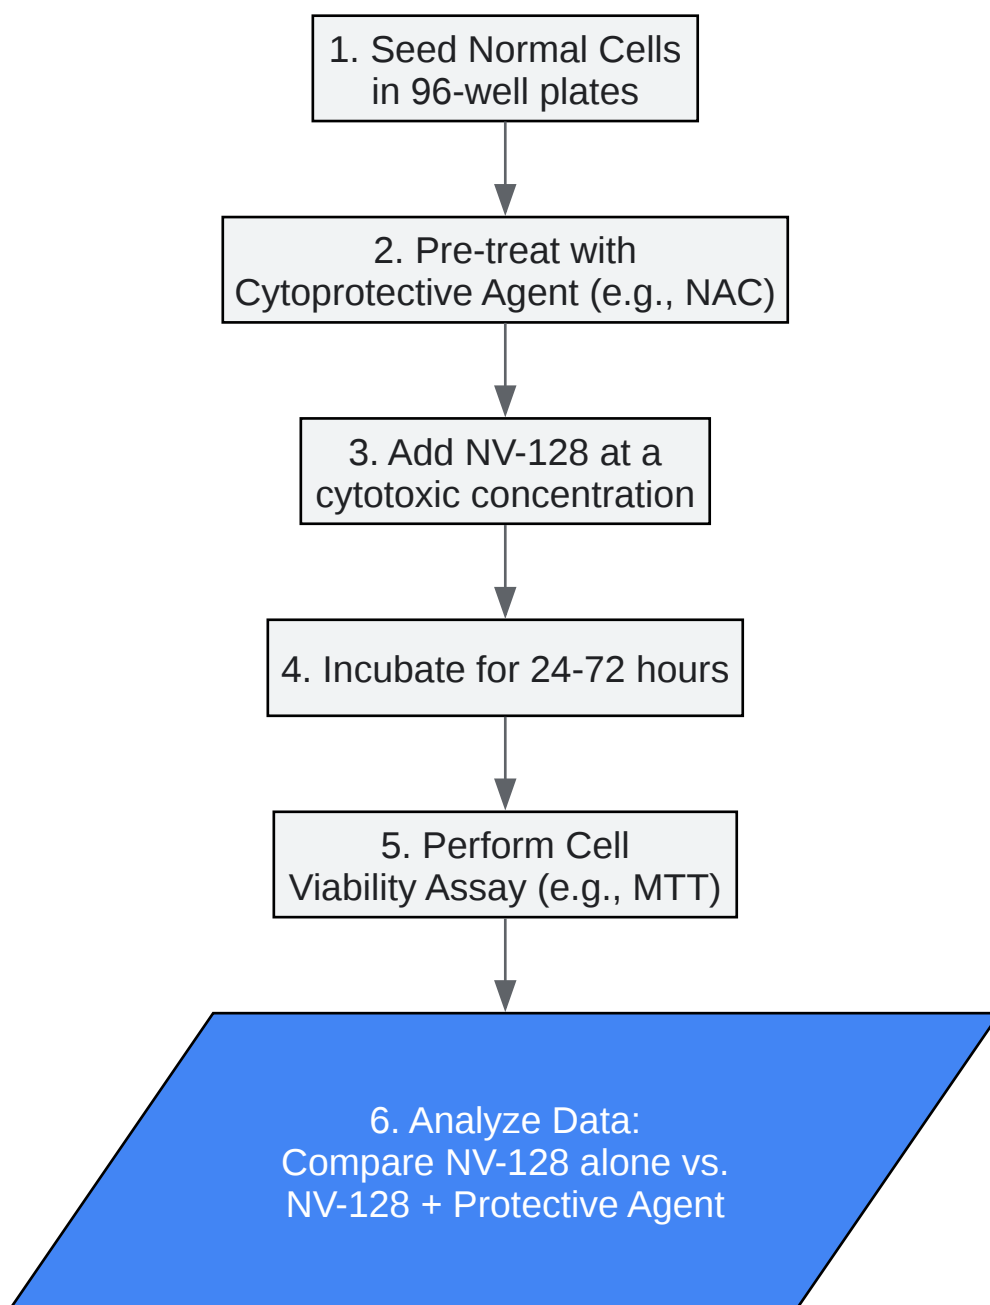 1. Seed Normal Cells
in 96-well plates
2. Pre-treat with
Cytoprotective Agent (e.g., NAC)
3. Add NV-128 at a
cytotoxic concentration
4. Incubate for 24-72 hours
5. Perform Cell
Viability Assay (e.g., MTT)
6. Analyze Data:
Compare NV-128 alone vs.
NV-128 + Protective Agent